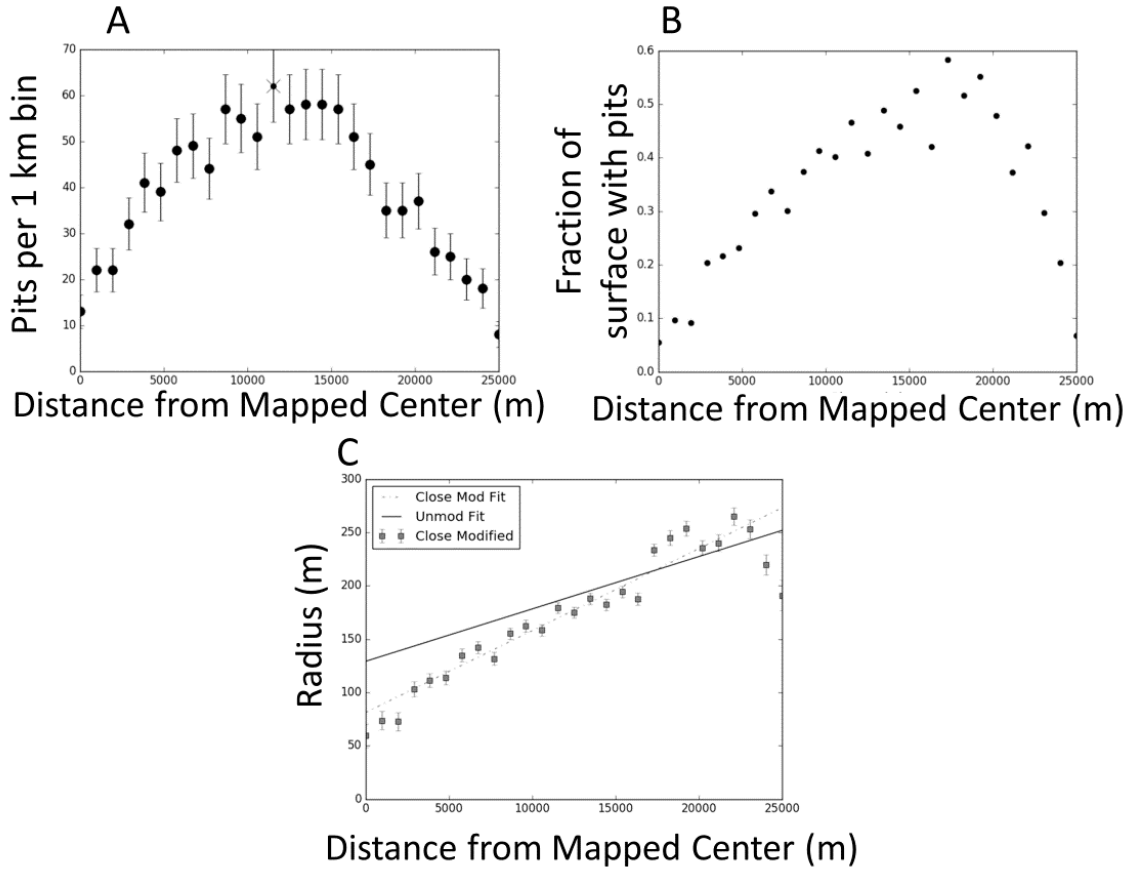 A
Pits per 1 km bin
70
60
50
40
30
20
10
0
0 5000 10000 15000 20000 25000
Distance from Mapped Center (m)
B
Fraction of
surface with pits
0.6
0.5
0.4
0.3
0.2
0.1
0.0
0 5000 10000 15000 20000 25000
Distance from Mapped Center (m)
C
Radius (m)
300
250
200
150
100
50
0
Close Mod Fit
Unmod Fit
Close Modified
0 5000 10000 15000 20000 25000
Distance from Mapped Center (m)